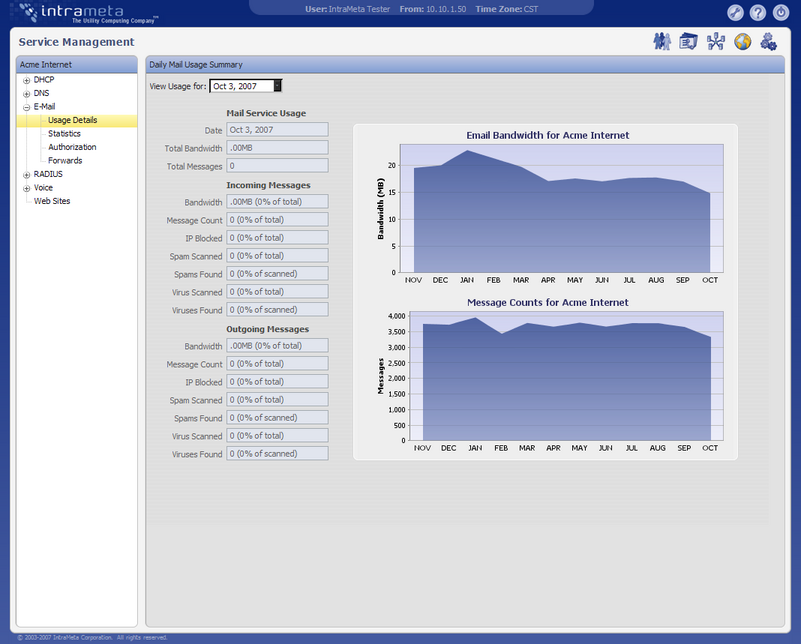 intrameta
The Utility Computing Company
User: IntraMeta Tester From: 10.10.1.50 Time Zone: CST
Service Management
Acme Internet
DHCP
DNS
E-Mail
Usage Details
Statistics
Authorization
Forwards
RADIUS
Voice
Web Sites
Daily Mail Usage Summary
View Usage for: Oct 3, 2007
Mail Service Usage
Date Oct 3, 2007
Total Bandwidth .00MB
Total Messages 0
Incoming Messages
Bandwidth .00MB (0% of total)
Message Count 0 (0% of total)
IP Blocked 0 (0% of total)
Spam Scanned 0 (0% of total)
Spams Found 0 (0% of scanned)
Virus Scanned 0 (0% of total)
Viruses Found 0 (0% of scanned)
Outgoing Messages
Bandwidth .00MB (0% of total)
Message Count 0 (0% of total)
IP Blocked 0 (0% of total)
Spam Scanned 0 (0% of total)
Spams Found 0 (0% of scanned)
Virus Scanned 0 (0% of total)
Viruses Found 0 (0% of scanned)
Email Bandwidth for Acme Internet
Bandwidth (MB)
20
15
10
5
0
NOV DEC JAN FEB MAR APR MAY JUN JUL AUG SEP OCT
Message Counts for Acme Internet
Messages
4,000
3,500
3,000
2,500
2,000
1,500
1,000
500
0
NOV DEC JAN FEB MAR APR MAY JUN JUL AUG SEP OCT
© 2003-2007 IntraMeta Corporation. All rights reserved.